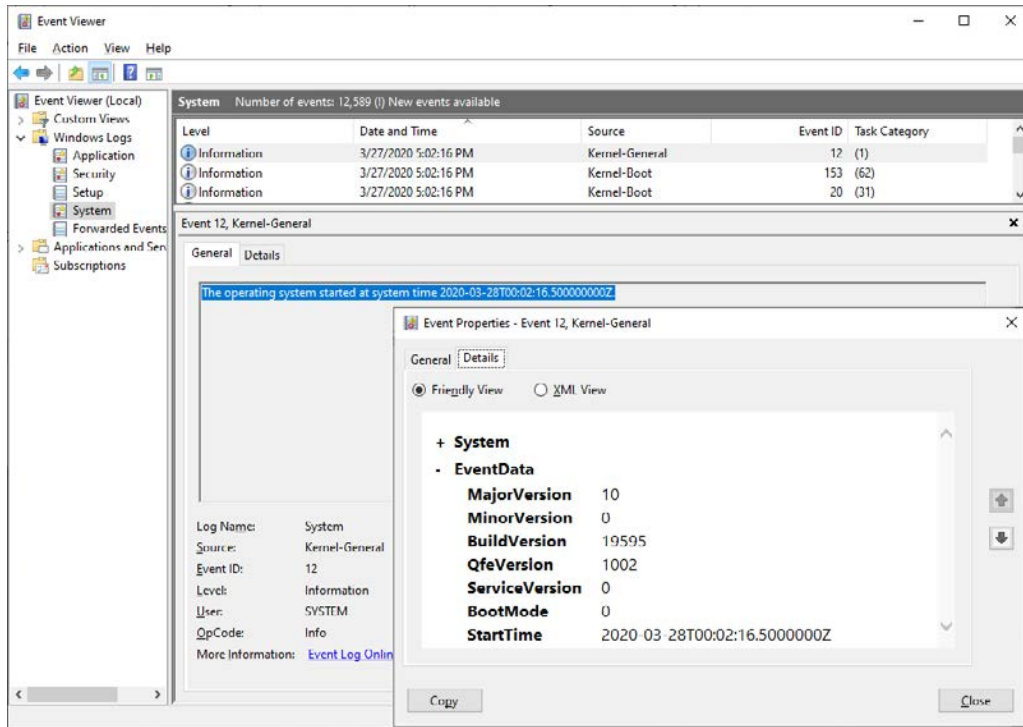 Event Viewer
File Action View Help
Event Viewer (Local)
Custom Views
Windows Logs
Application
Security
Setup
System
Forwarded Events
Applications and Ser
Subscriptions
System Number of events: 12,589 (!) New events available
Level Date and Time Source Event ID Task Category
Information 3/27/2020 5:02:16 PM Kernel-General 12 (1)
Information 3/27/2020 5:02:16 PM Kernel-Boot 153 (62)
Information 3/27/2020 5:02:16 PM Kernel-Boot 20 (31)
Event 12, Kernel-General
General Details
The operating system started at system time 2020-03-28T00:02:16.500000000Z.
Log Name: System
Source: Kernel-General
Event ID: 12
Level: Information
User: SYSTEM
OpCode: Info
More Information: Event Log Onlin
Event Properties - Event 12, Kernel-General
General Details
Friendly View XML View
+ System
- EventData
MajorVersion 10
MinorVersion 0
BuildVersion 19595
QfeVersion 1002
ServiceVersion 0
BootMode 0
StartTime 2020-03-28T00:02:16.5000000Z
Copy Close